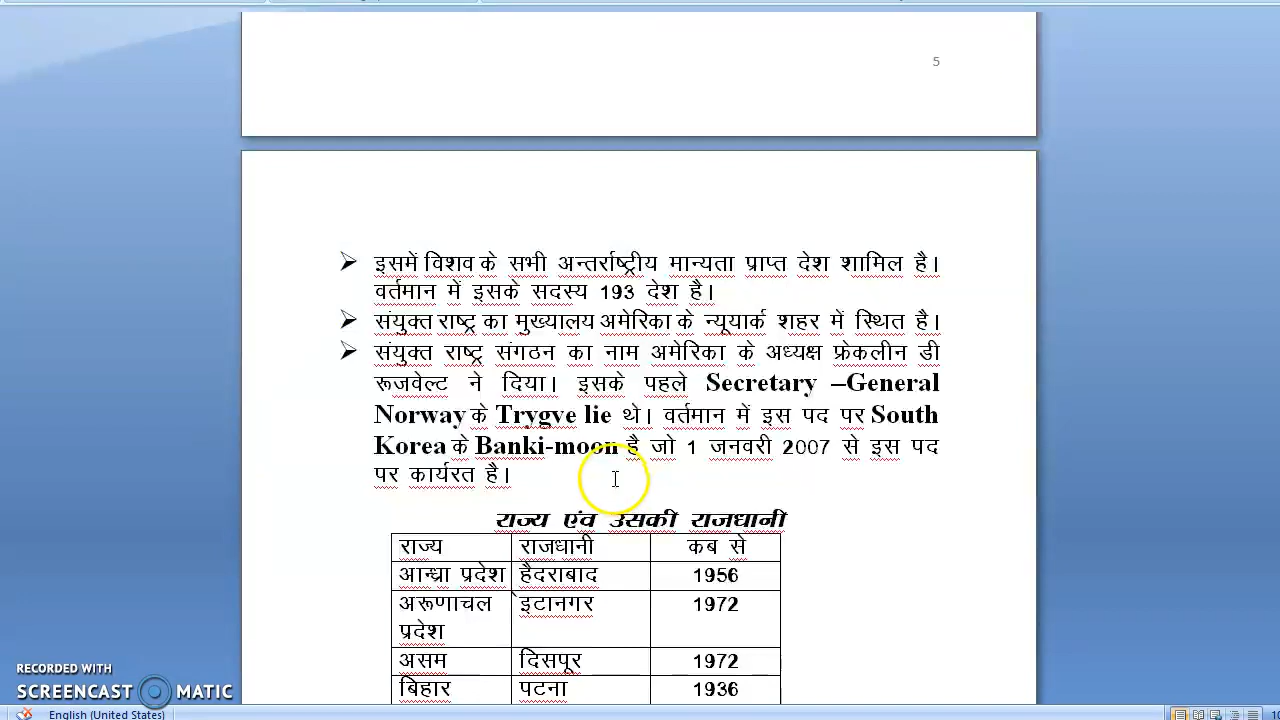 5
➢ इसमें विशव के सभी अन्तर्राष्ट्रीय मान्यता प्राप्त देश शामिल है।
वर्तमान में इसके सदस्य 193 देश है।
➢ संयुक्त राष्ट्र का मुख्यालय अमेरिका के न्यूयार्क शहर में स्थित है।
➢ संयुक्त राष्ट्र संगठन का नाम अमेरिका के अध्यक्ष फ्रेकलीन डी
रूजवेल्ट ने दिया। इसके पहले Secretary –General
Norway के Trygve lie थे। वर्तमान में इस पद पर South
Korea के Banki-moon है जो 1 जनवरी 2007 से इस पद
पर कार्यरत है।
राज्य एंव उसकी राजधानी
राज्य राजधानी कब से
आन्ध्रा प्रदेश हैदराबाद 1956
अरूणाचल `इटानगर 1972
प्रदेश
असम दिसपूर 1972
बिहार पटना 1936
RECORDED WITH
SCREENCAST MATIC
English (United States)